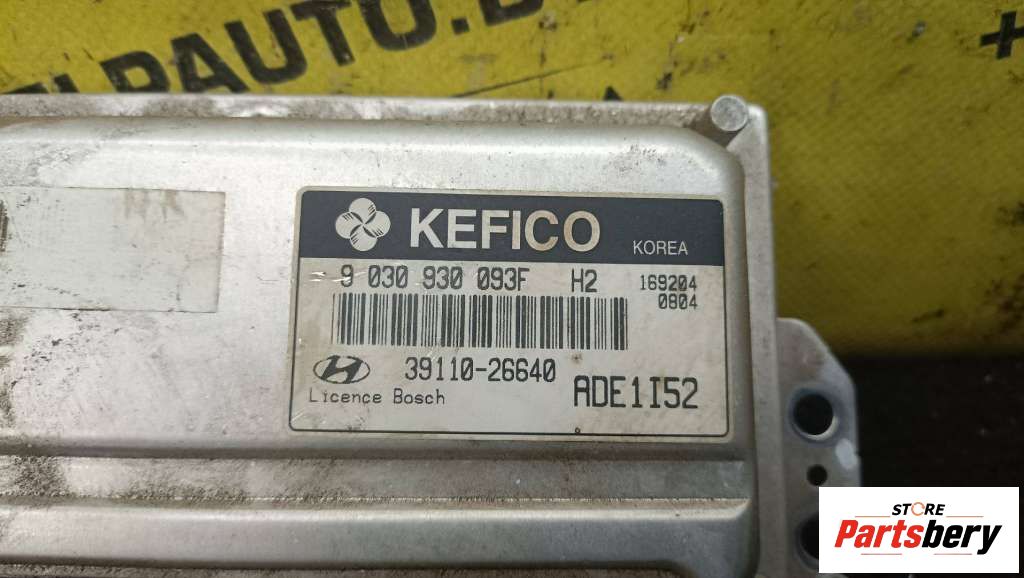 KEFICO KOREA
9 030 930 093F H2 169204
0804
39110-26640
Licence Bosch ADE1I52
STORE
Partsbery